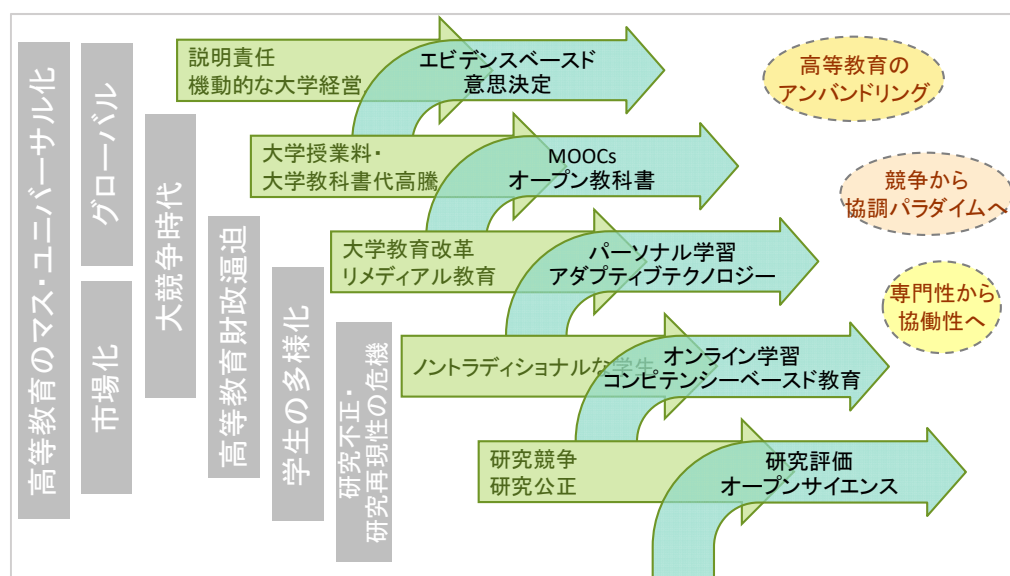 高等教育のマス・ユニバーサル化
グローバル
市場化
大競争時代
高等教育財政逼迫
学生の多様化
研究不正・
研究再現性の危機
説明責任
機動的な大学経営
エビデンスベースド
意思決定
大学授業料・
大学教科書代高騰
MOOCs
オープン教科書
大学教育改革
リメディアル教育
パーソナル学習
アダプティブテクノロジー
ノントラディショナルな学生
オンライン学習
コンピテンシーベースド教育
研究競争
研究公正
研究評価
オープンサイエンス
高等教育の
アンバンドリング
競争から
協調パラダイムへ
専門性から
協働性へ